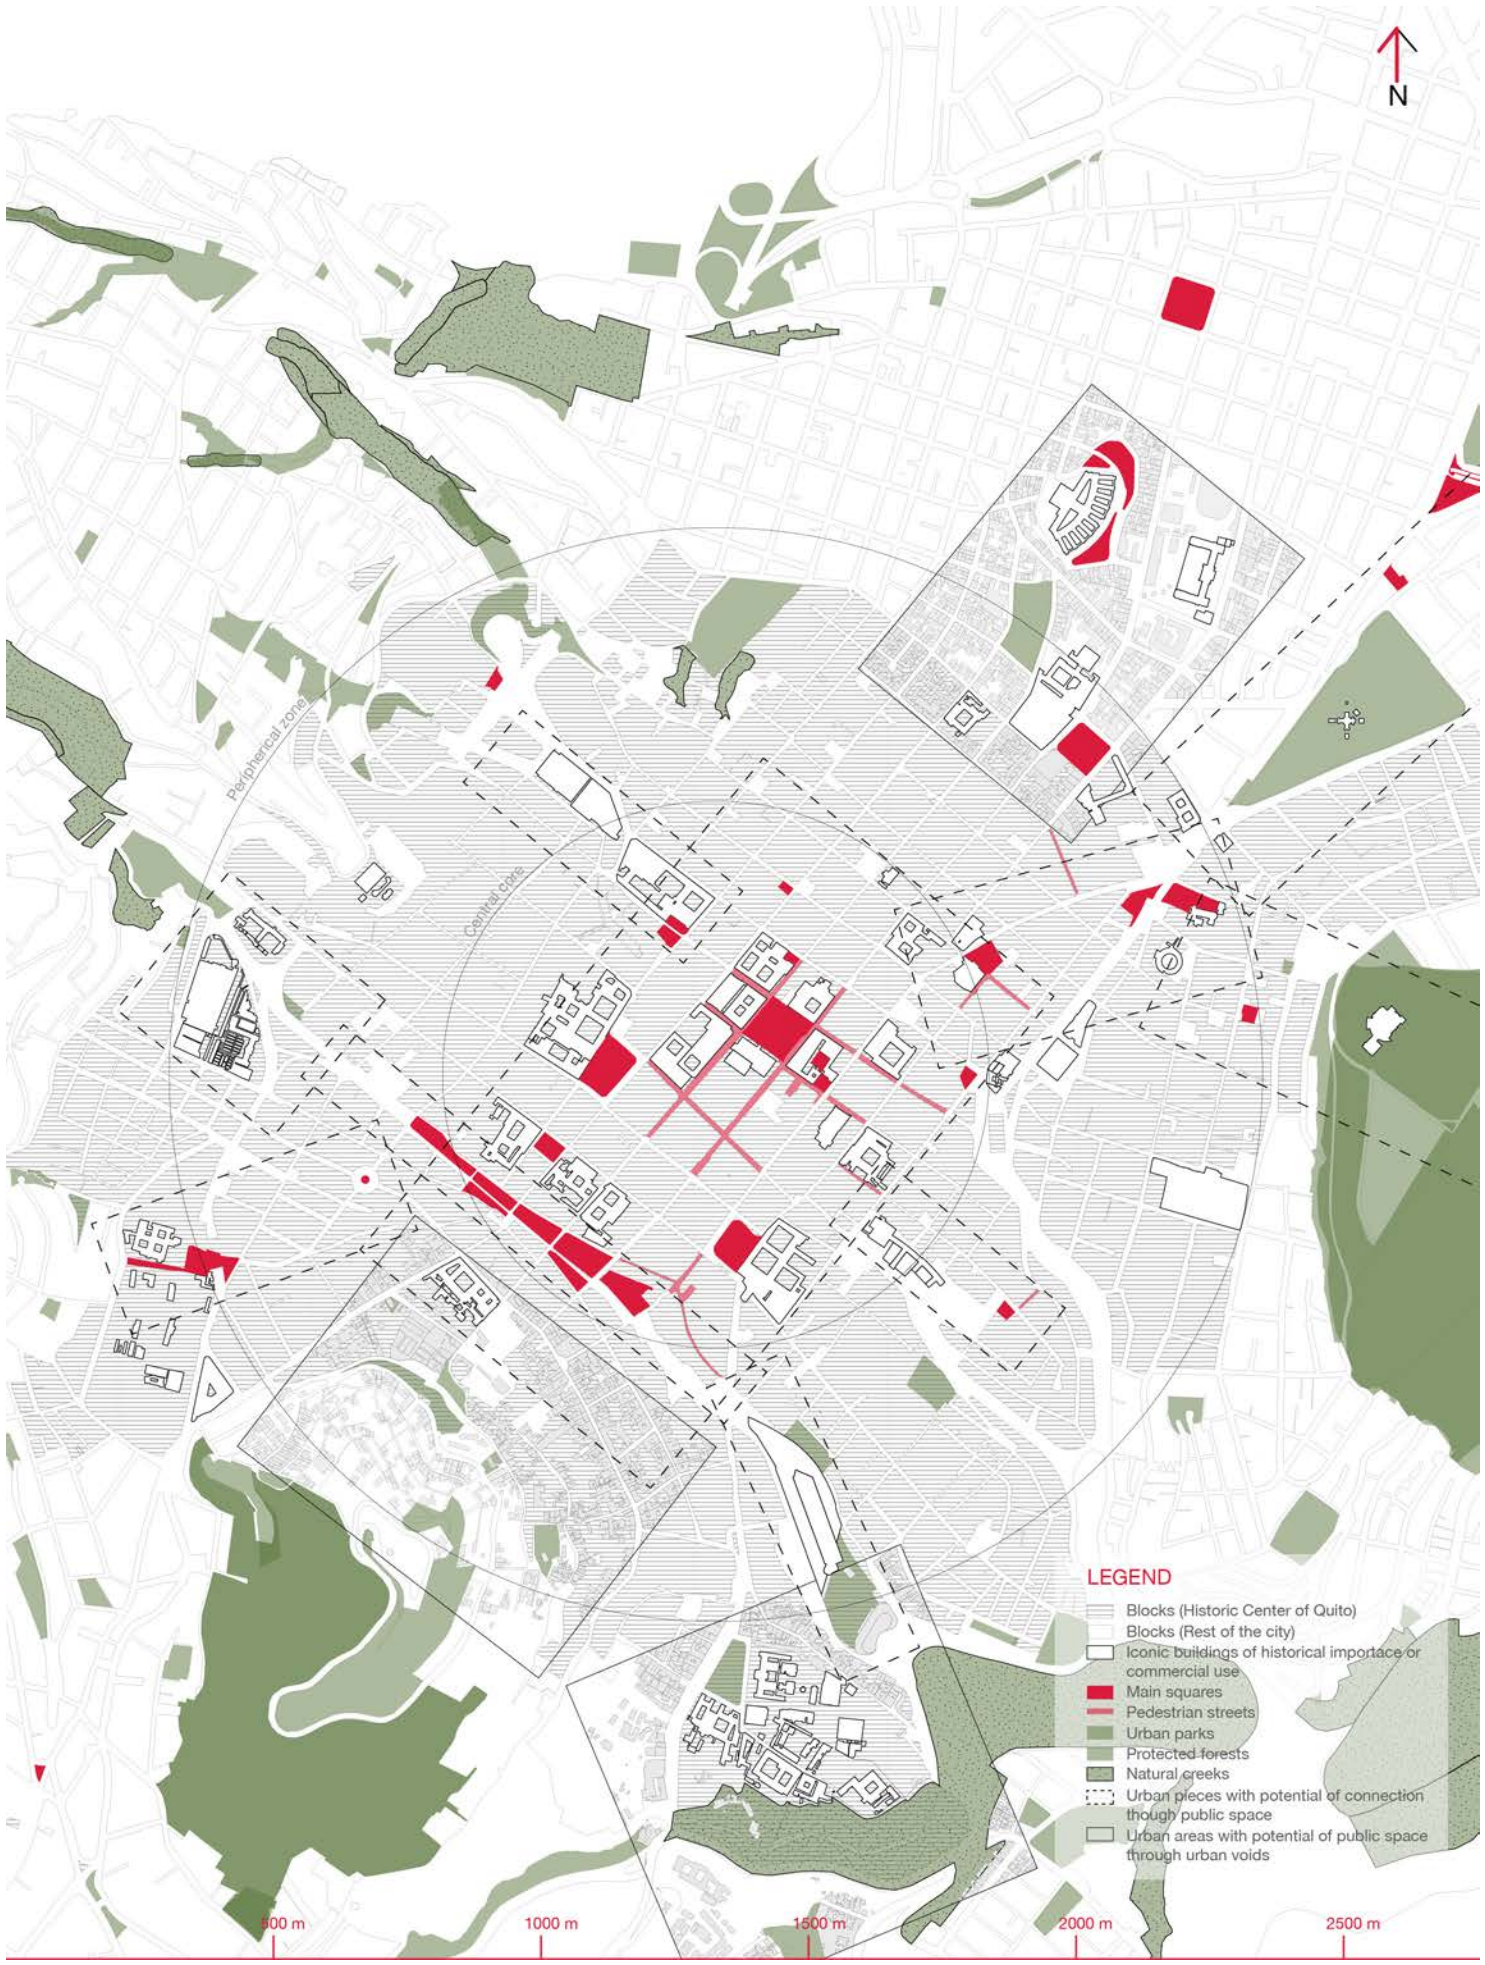 N
Peripherical zone
Central core
LEGEND
Blocks (Historic Center of Quito)
Blocks (Rest of the city)
Iconic buildings of historical importace or
commercial use
Main squares
Pedestrian streets
Urban parks
Protected forests
Natural creeks
Urban pieces with potential of connection
though public space
Urban areas with potential of public space
through urban voids
500 m
1000 m
1500 m
2000 m
2500 m